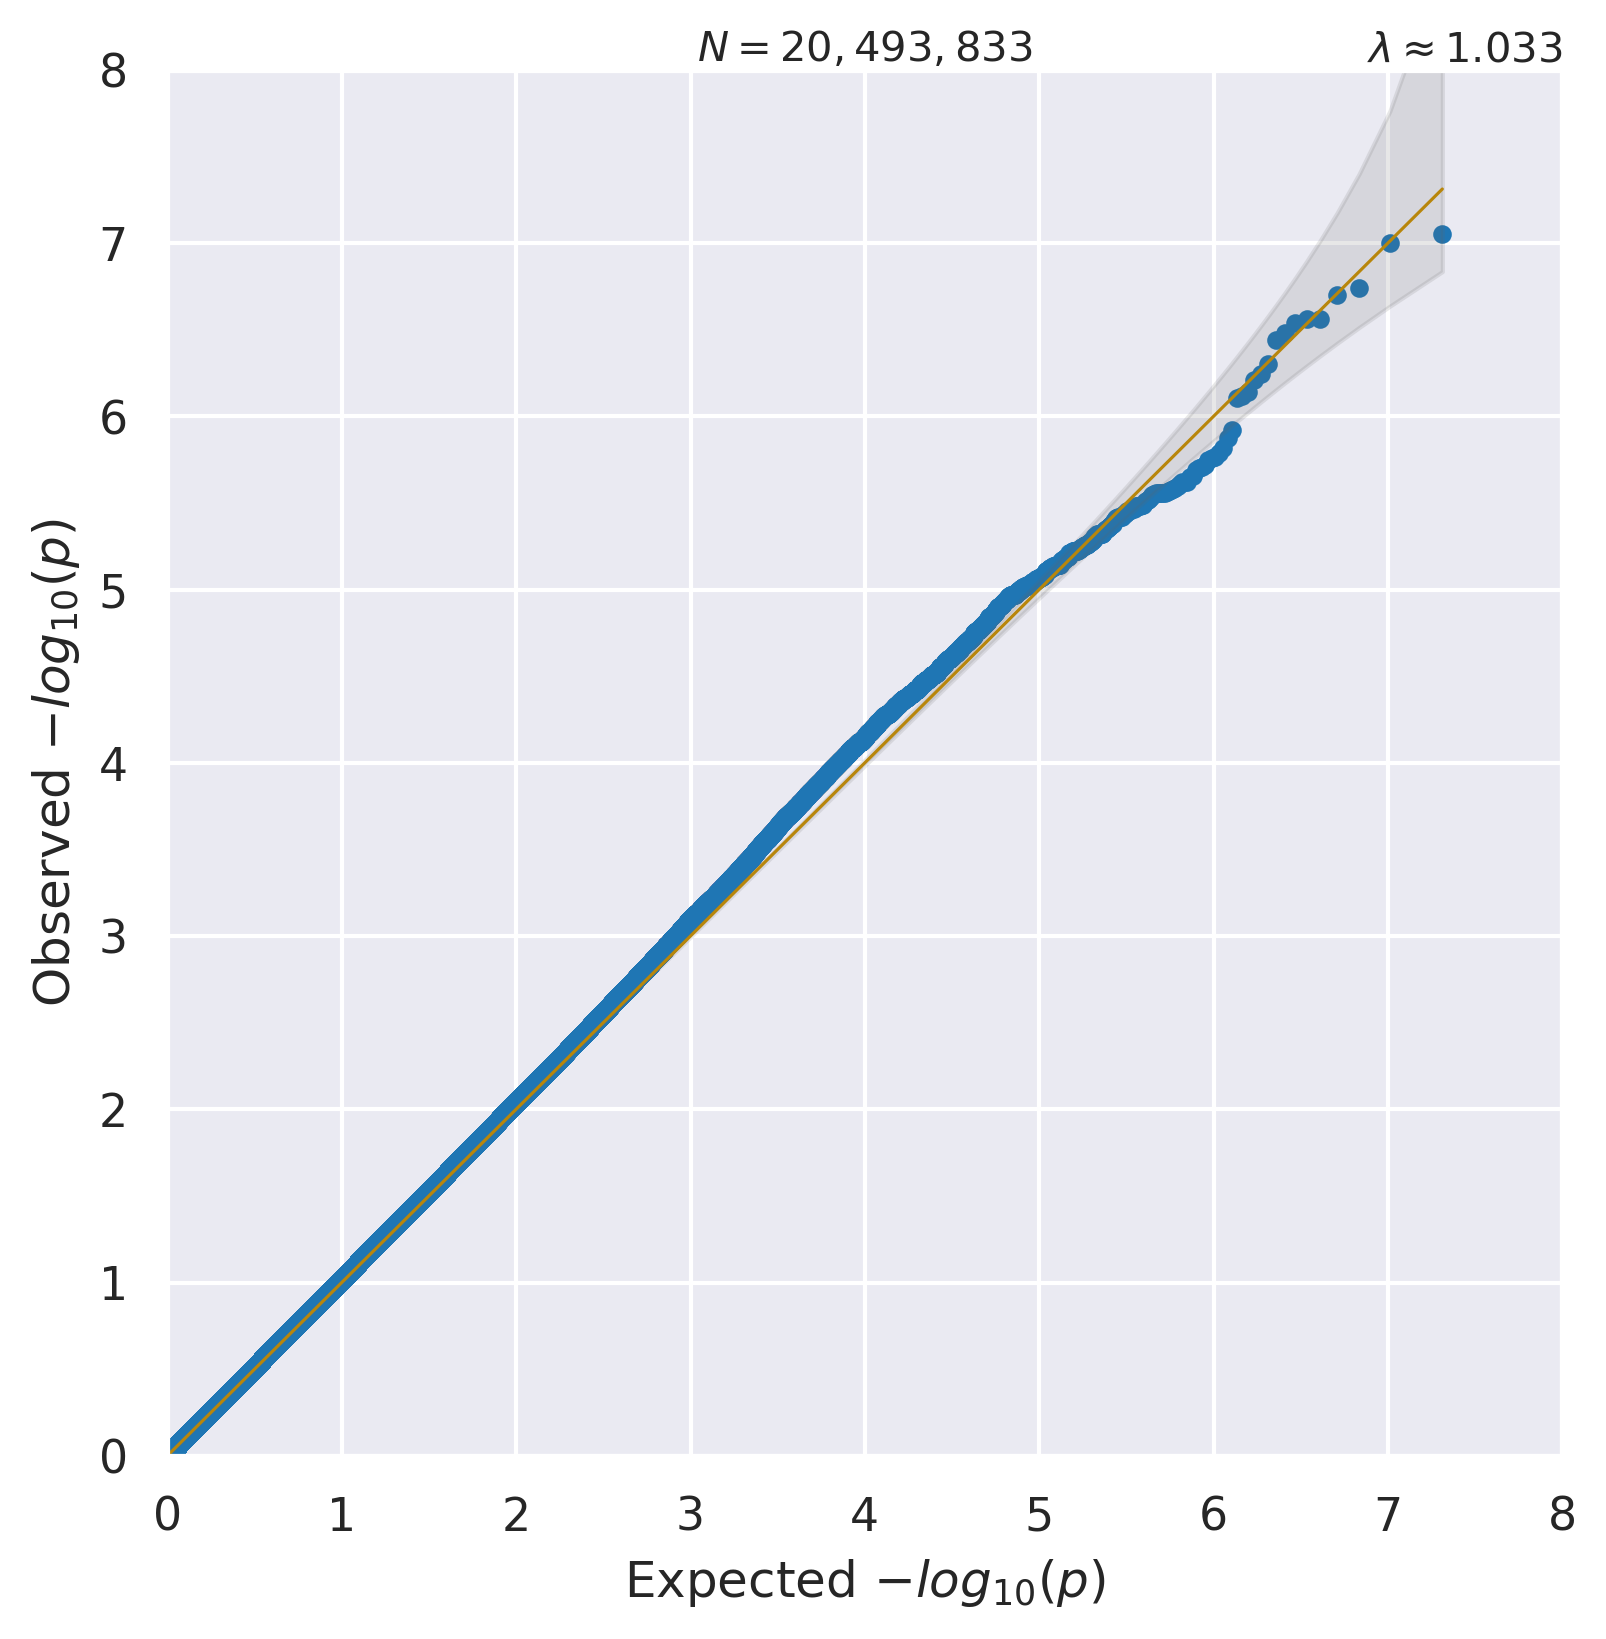 N = 20,493,833
λ ≈ 1.033
8
7
6
5
4
3
2
1
0
Observed −log₁₀(p)
0 1 2 3 4 5 6 7 8
Expected −log₁₀(p)